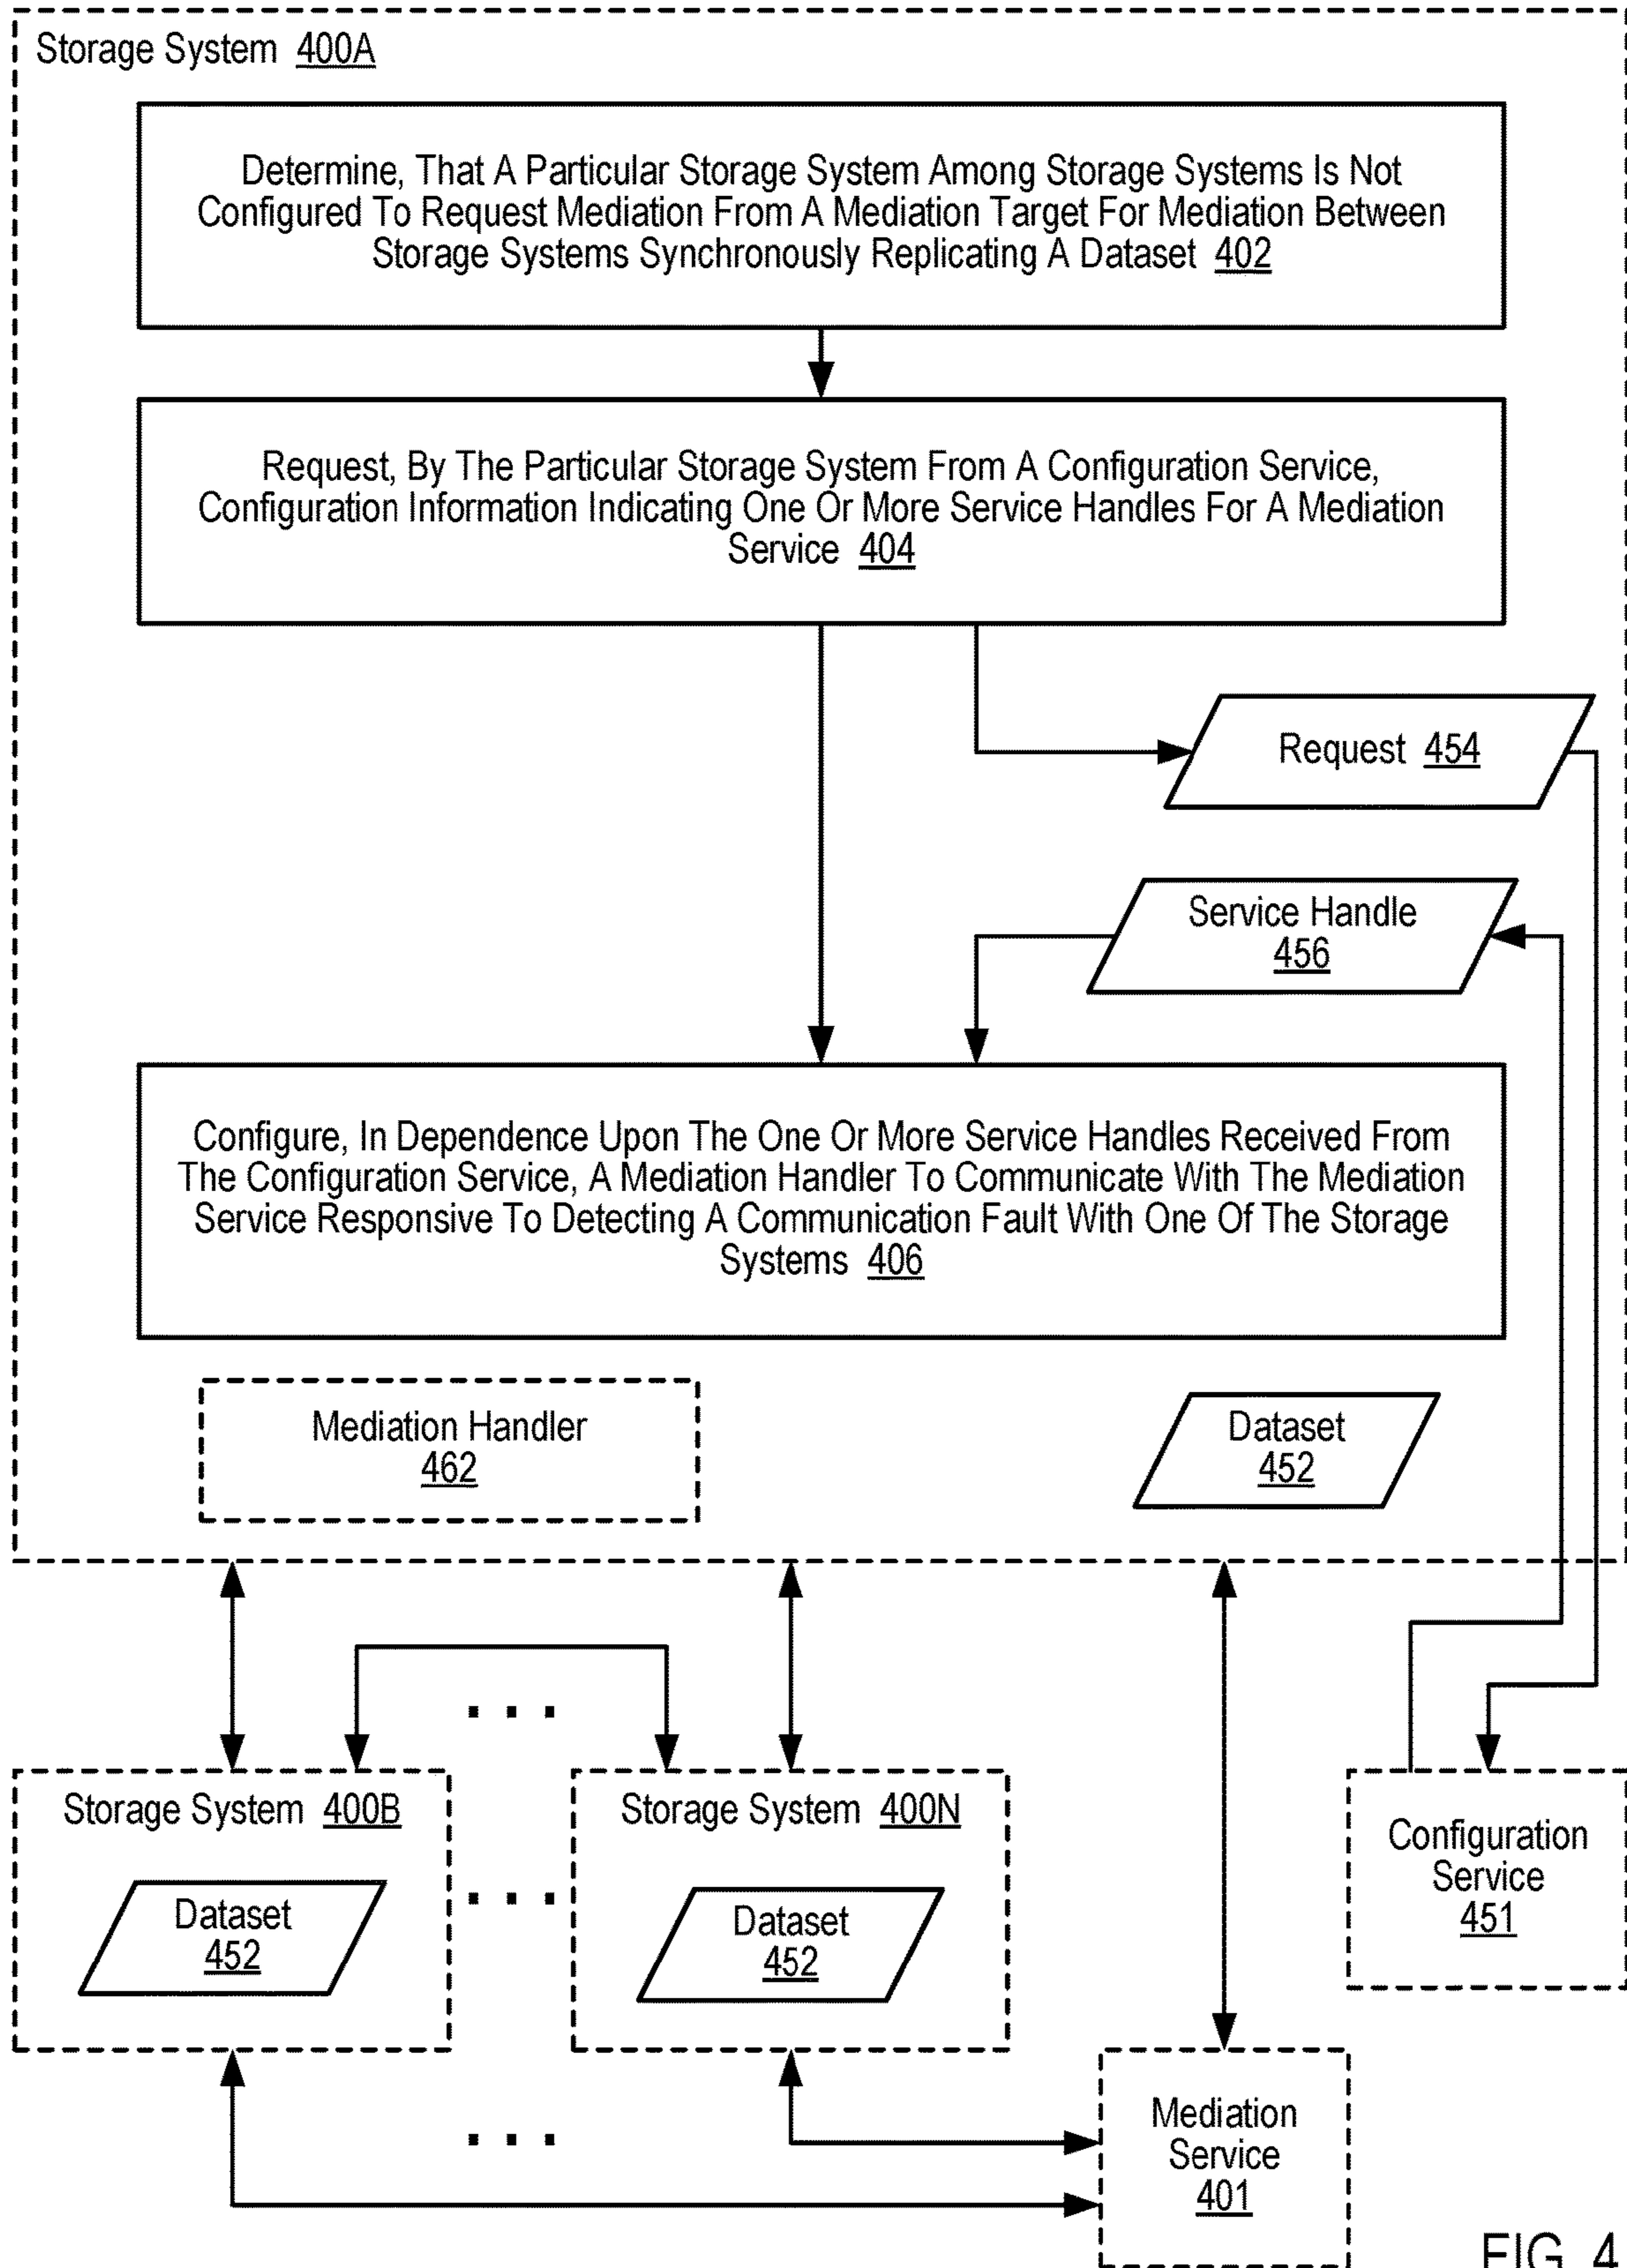 Storage System 400A
Determine, That A Particular Storage System Among Storage Systems Is Not
Configured To Request Mediation From A Mediation Target For Mediation Between
Storage Systems Synchronously Replicating A Dataset 402
Request, By The Particular Storage System From A Configuration Service,
Configuration Information Indicating One Or More Service Handles For A Mediation
Service 404
Request 454
Service Handle
456
Configure, In Dependence Upon The One Or More Service Handles Received From
The Configuration Service, A Mediation Handler To Communicate With The Mediation
Service Responsive To Detecting A Communication Fault With One Of The Storage
Systems 406
Mediation Handler
462
Dataset
452
. . .
Storage System 400B
Dataset
452
. . .
Storage System 400N
Dataset
452
Configuration
Service
451
. . .
Mediation
Service
401
FIG. 4